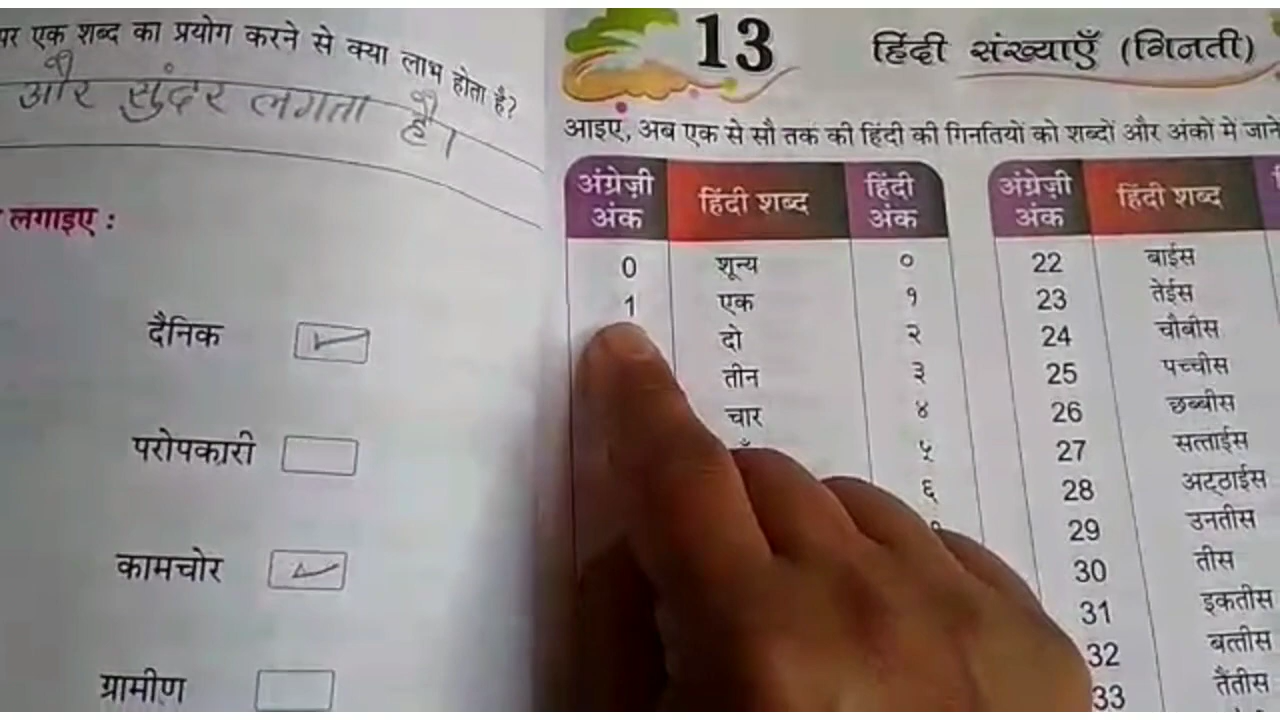 पर एक शब्द का प्रयोग करने से क्या लाभ होता है?
और सुंदर लगता है।
लगाइए :
दैनिक
परोपकारी
कामचोर
ग्रामीण
13 हिंदी संख्याएँ (गिनती)
आइए, अब एक से सौ तक की हिंदी की गिनतियों को शब्दों और अंकों में जाने
अंग्रेज़ी अंक हिंदी शब्द हिंदी अंक
0 शून्य ०
1 एक १
दो २
तीन ३
चार ४
५
६
अंग्रेज़ी अंक हिंदी शब्द
22 बाईस
23 तेईस
24 चौबीस
25 पच्चीस
26 छब्बीस
27 सत्ताईस
28 अट्ठाईस
29 उनतीस
30 तीस
31 इकतीस
32 बत्तीस
33 तैंतीस